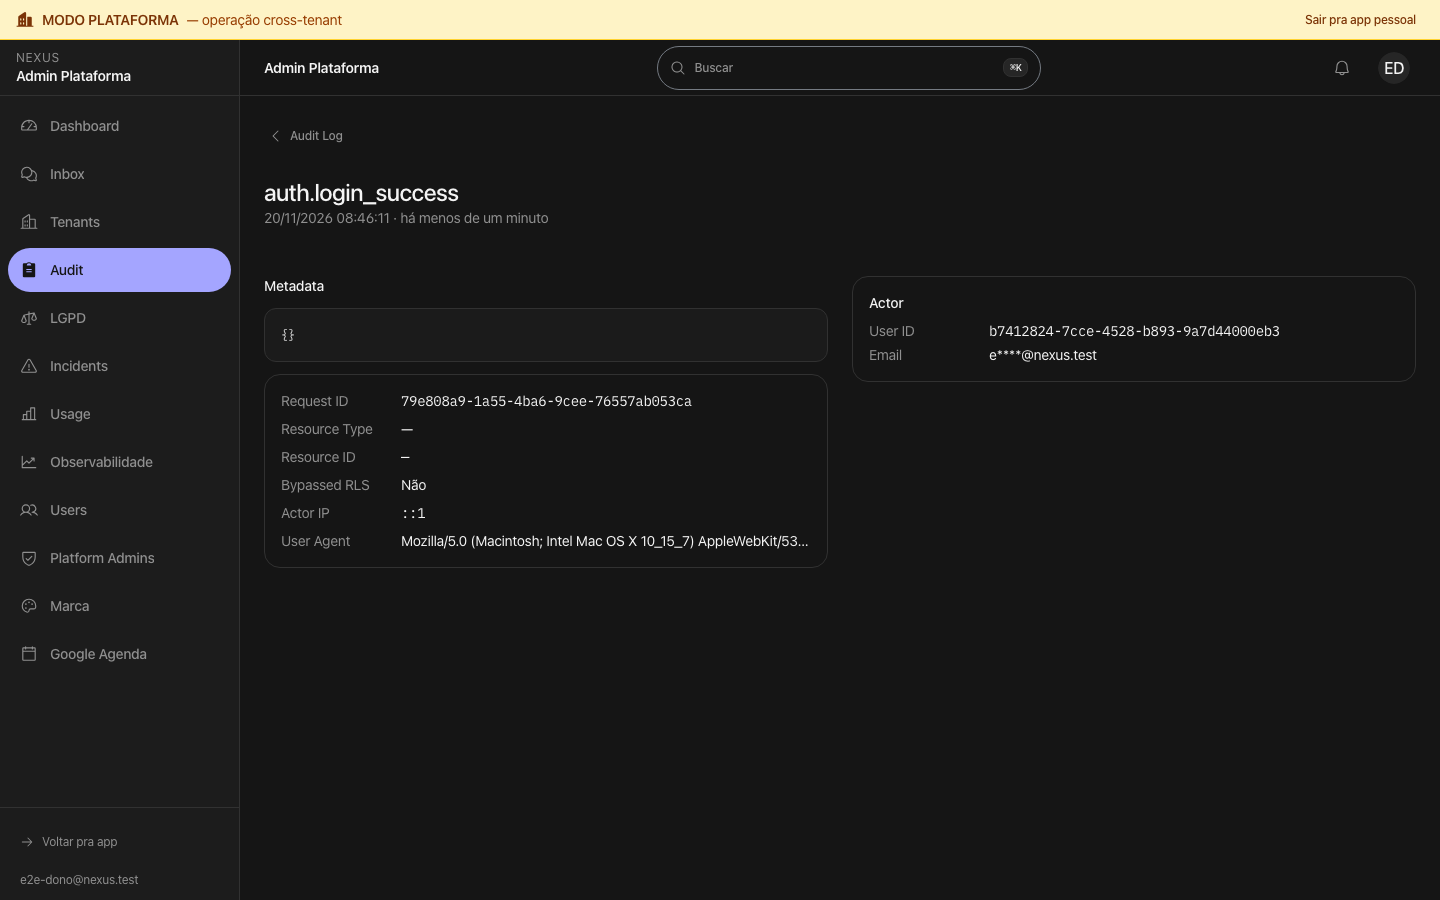 MODO PLATAFORMA — operação cross-tenant
Sair pra app pessoal
NEXUS
Admin Plataforma
Admin Plataforma
Buscar
⌘K
ED
Dashboard
Inbox
Tenants
Audit
LGPD
Incidents
Usage
Observabilidade
Users
Platform Admins
Marca
Google Agenda
Voltar pra app
e2e-dono@nexus.test
Audit Log
auth.login_success
20/11/2026 08:46:11 · há menos de um minuto
Metadata
{}
Request ID 79e808a9-1a55-4ba6-9cee-76557ab053ca
Resource Type —
Resource ID —
Bypassed RLS Não
Actor IP ::1
User Agent Mozilla/5.0 (Macintosh; Intel Mac OS X 10_15_7) AppleWebKit/53...
Actor
User ID b7412824-7cce-4528-b893-9a7d44000eb3
Email e****@nexus.test